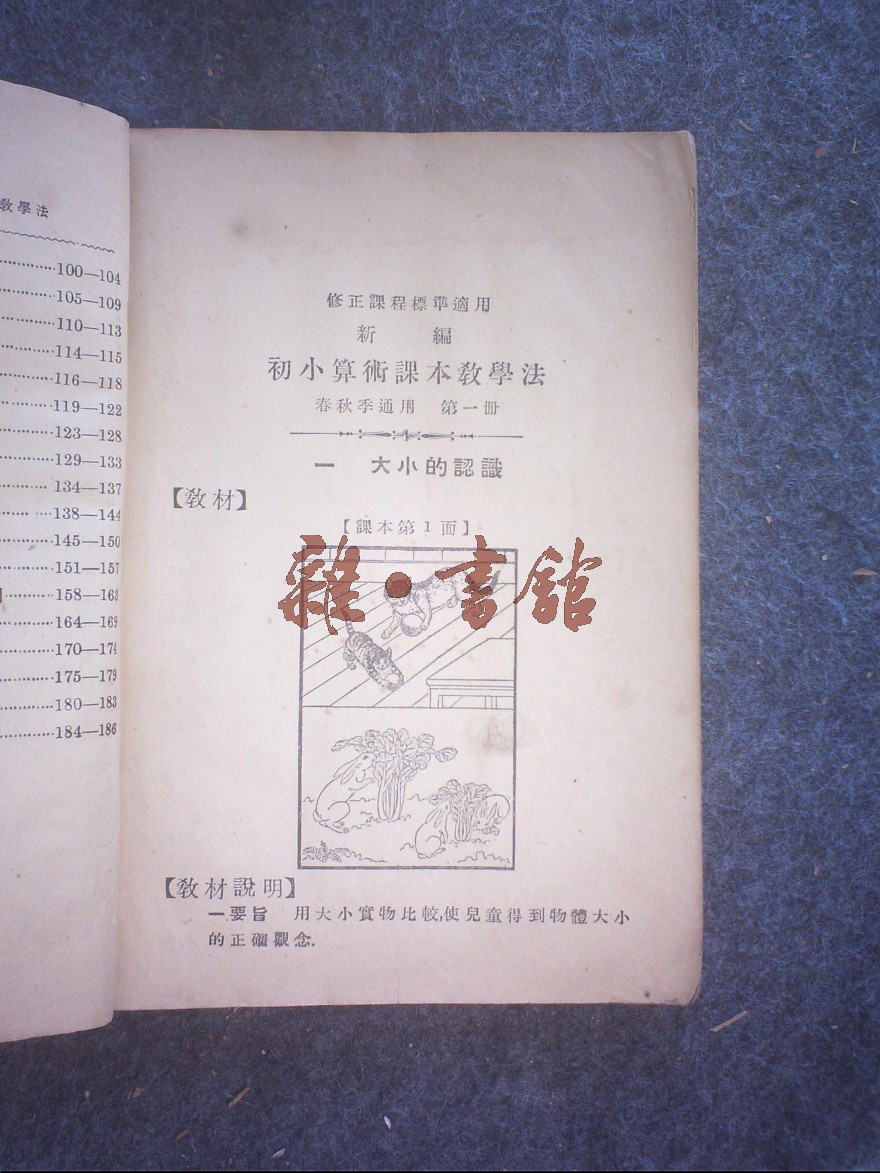 教學法
100—104
105—109
110—113
114—115
116—118
119—122
123—128
129—133
134—137
138—144
145—150
151—157
158—163
164—169
170—174
175—179
180—183
184—186
修正課程標準適用
新 編
初小算術課本教學法
春秋季通用 第一册
一 大小的認識
【教材】
【課本第1面】
雜·書館
【教材說明】
一.要旨 用大小實物比較,使兒童得到物體大小
的正確觀念.